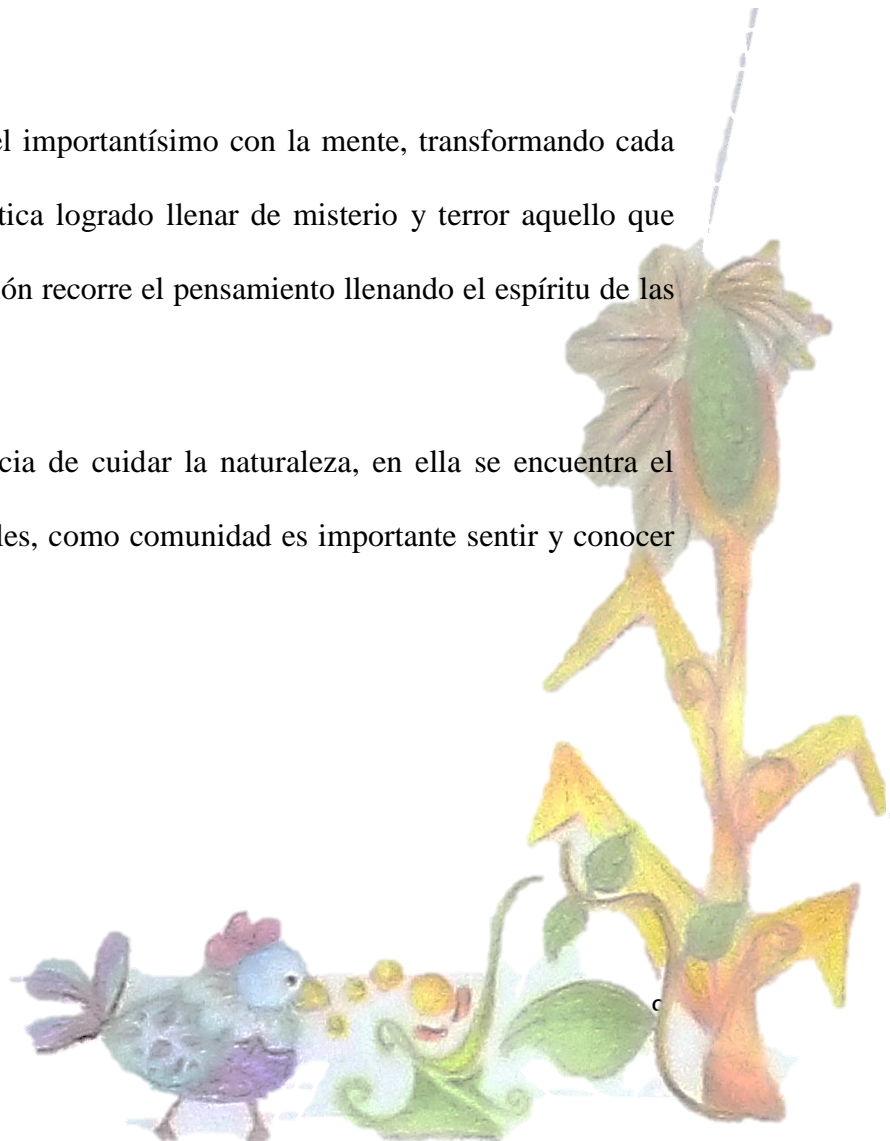 el importantísimo con la mente, transformando cada
tica logrado llenar de misterio y terror aquello que
ón recorre el pensamiento llenando el espíritu de las
cia de cuidar la naturaleza, en ella se encuentra el
les, como comunidad es importante sentir y conocer